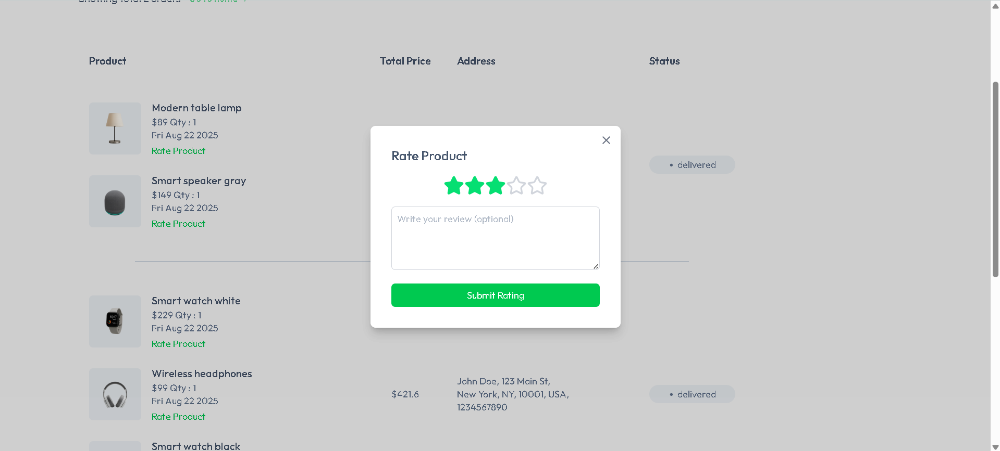 Showing total 2 orders
Product
Total Price
Address
Status
Modern table lamp
$89 Qty : 1
Fri Aug 22 2025
Rate Product
Smart speaker gray
$149 Qty : 1
Fri Aug 22 2025
Rate Product
• delivered
Rate Product
Write your review (optional)
Submit Rating
Smart watch white
$229 Qty : 1
Fri Aug 22 2025
Rate Product
Wireless headphones
$99 Qty : 1
Fri Aug 22 2025
Rate Product
$421.6
John Doe, 123 Main St,
New York, NY, 10001, USA,
1234567890
• delivered
Smart watch black